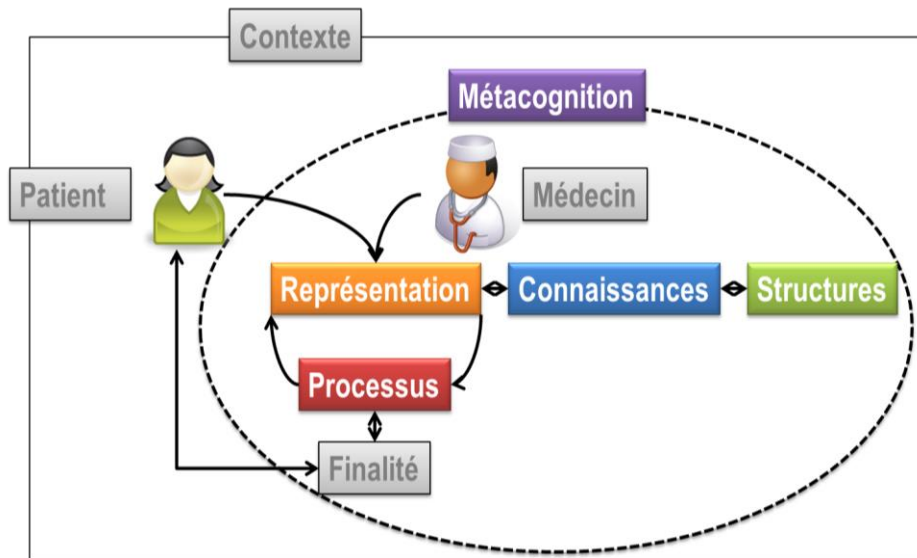 Contexte
Métacognition
Patient
Médecin
Représentation
Connaissances
Structures
Processus
Finalité